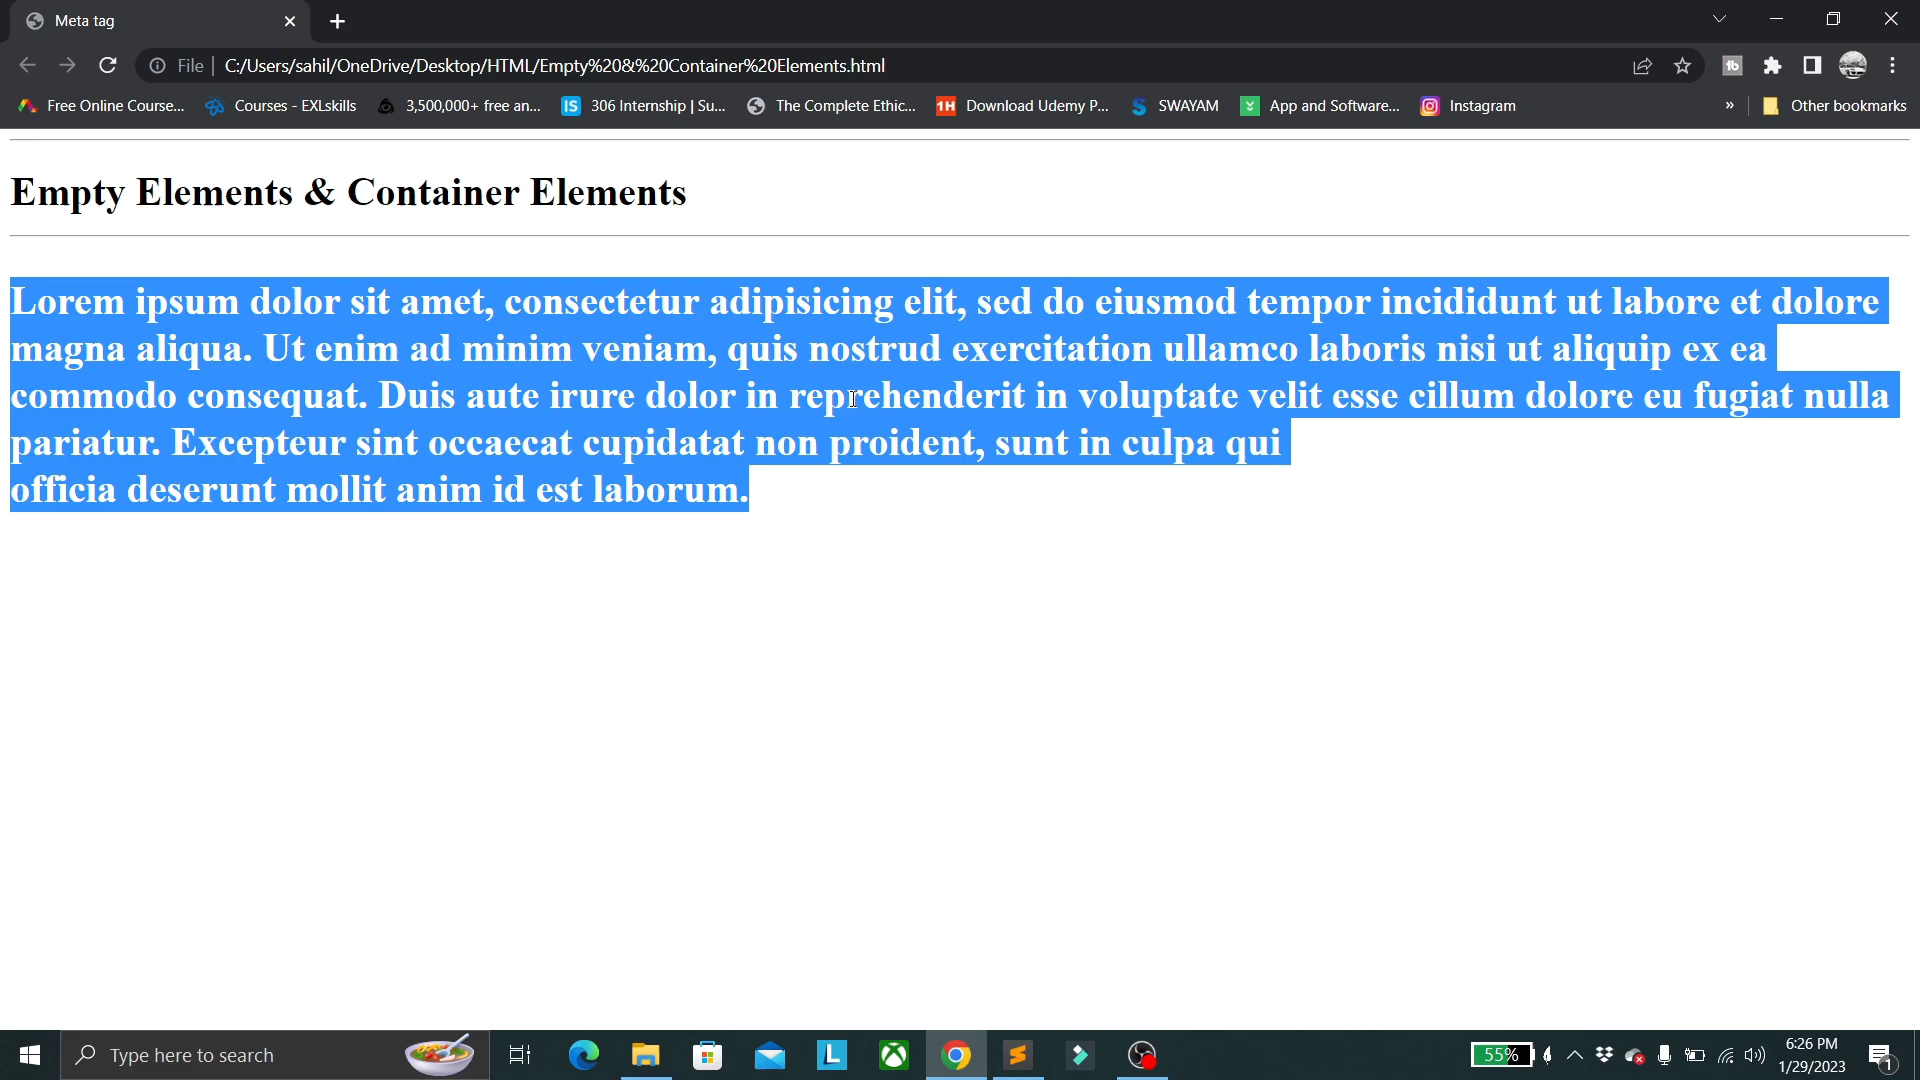 Meta tag
File
C:/Users/sahil/OneDrive/Desktop/HTML/Empty%20&%20Container%20Elements.html
Free Online Course...
Courses - EXLskills
3,500,000+ free an...
IS 306 Internship | Su...
The Complete Ethic...
1H Download Udemy P...
SWAYAM
App and Software...
Instagram
»
Other bookmarks
Empty Elements & Container Elements
Lorem ipsum dolor sit amet, consectetur adipisicing elit, sed do eiusmod tempor incididunt ut labore et dolore
magna aliqua. Ut enim ad minim veniam, quis nostrud exercitation ullamco laboris nisi ut aliquip ex ea
commodo consequat. Duis aute irure dolor in reprehenderit in voluptate velit esse cillum dolore eu fugiat nulla
pariatur. Excepteur sint occaecat cupidatat non proident, sunt in culpa qui
officia deserunt mollit anim id est laborum.
Type here to search
L
55%
6:26 PM
1/29/2023
1